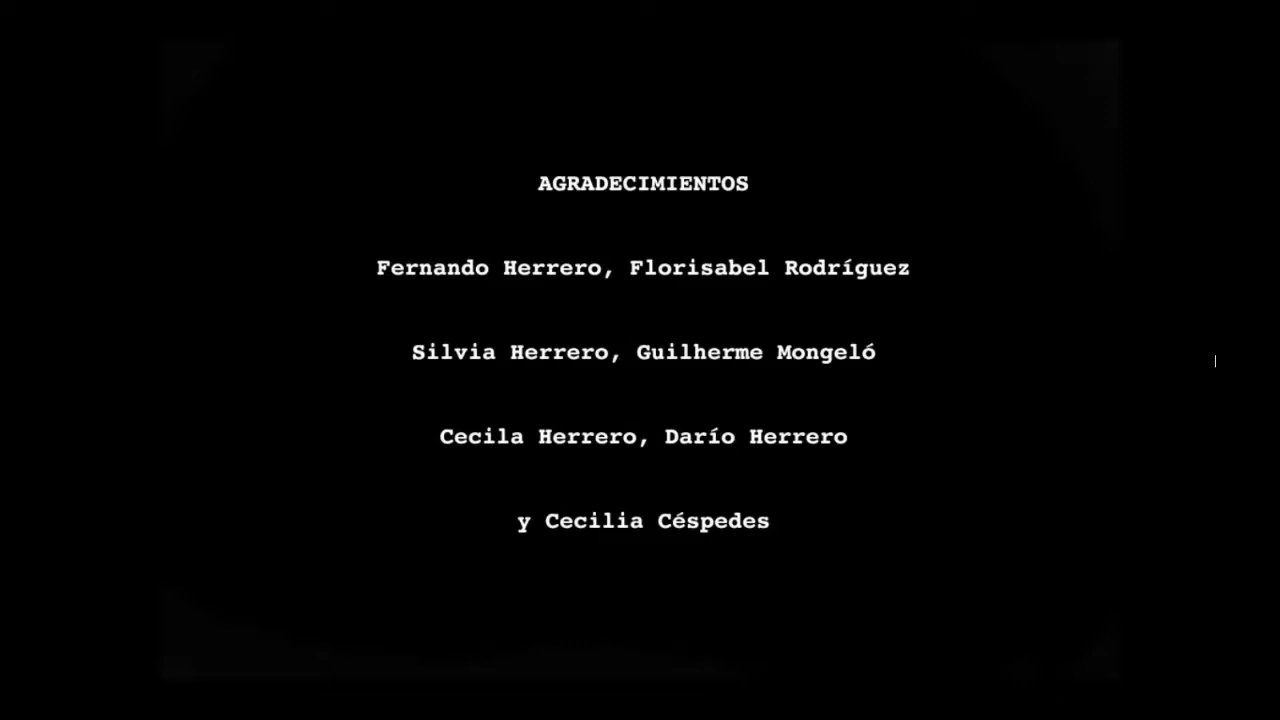 AGRADECIMIENTOS
Fernando Herrero, Florisabel Rodríguez
Silvia Herrero, Guilherme Mongeló
Cecila Herrero, Darío Herrero
y Cecilia Céspedes